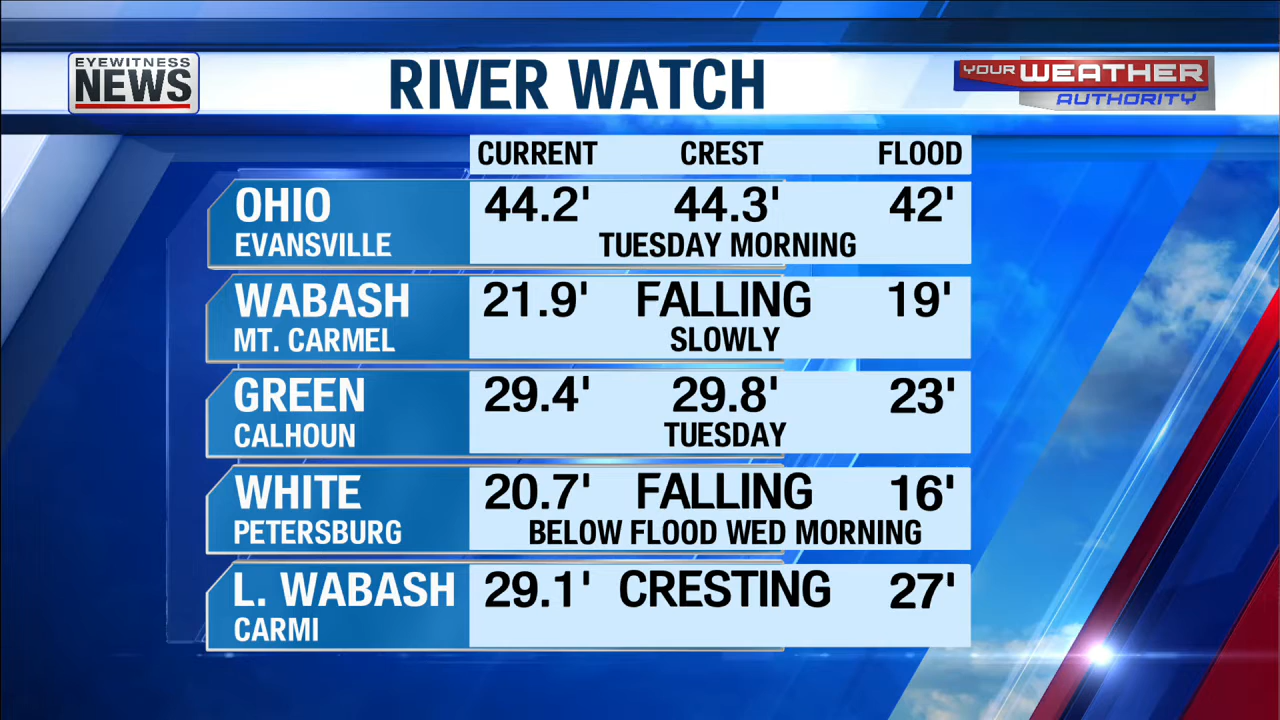 EYEWITNESS
NEWS
RIVER WATCH
YOUR WEATHER
AUTHORITY
CURRENT CREST FLOOD
OHIO 44.2' 44.3' 42'
EVANSVILLE TUESDAY MORNING
WABASH 21.9' FALLING 19'
MT. CARMEL SLOWLY
GREEN 29.4' 29.8' 23'
CALHOUN TUESDAY
WHITE 20.7' FALLING 16'
PETERSBURG BELOW FLOOD WED MORNING
L. WABASH 29.1' CRESTING 27'
CARMI